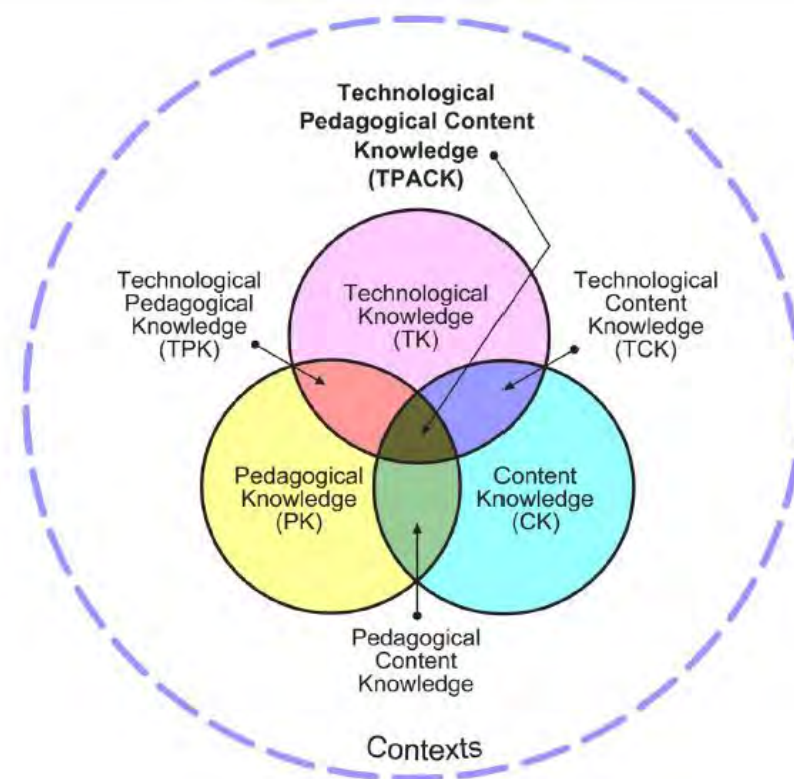 Technological
Pedagogical Content
Knowledge
(TPACK)
Technological
Pedagogical
Knowledge
(TPK)
Technological
Knowledge
(TK)
Technological
Content
Knowledge
(TCK)
Pedagogical
Knowledge
(PK)
Content
Knowledge
(CK)
Pedagogical
Content
Knowledge
Contexts